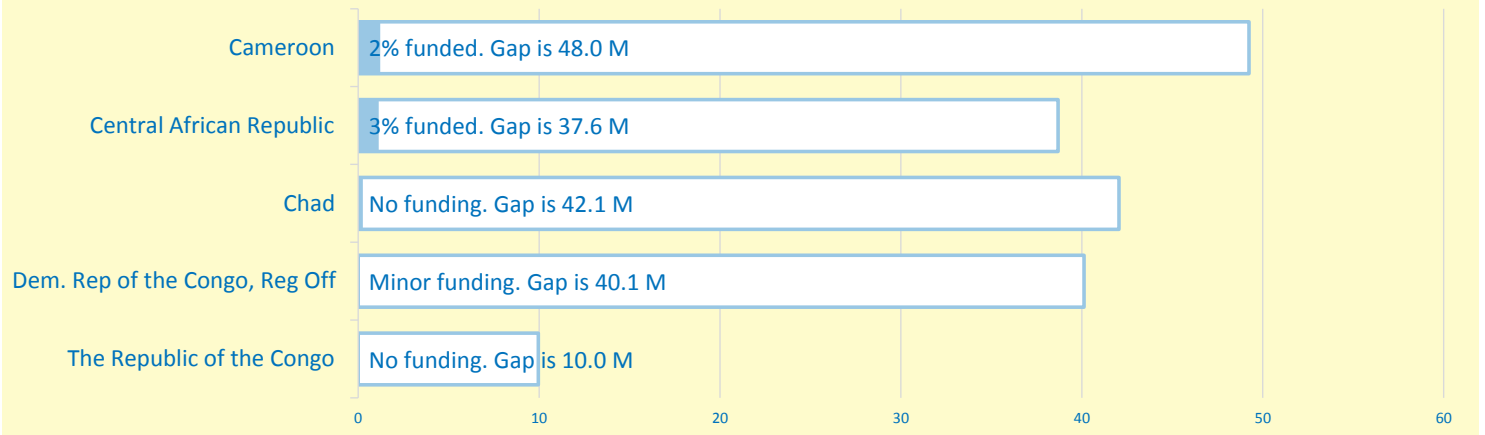 Cameroon
2% funded. Gap is 48.0 M
Central African Republic
3% funded. Gap is 37.6 M
Chad
No funding. Gap is 42.1 M
Dem. Rep of the Congo, Reg Off
Minor funding. Gap is 40.1 M
The Republic of the Congo
No funding. Gap is 10.0 M
0 10 20 30 40 50 60